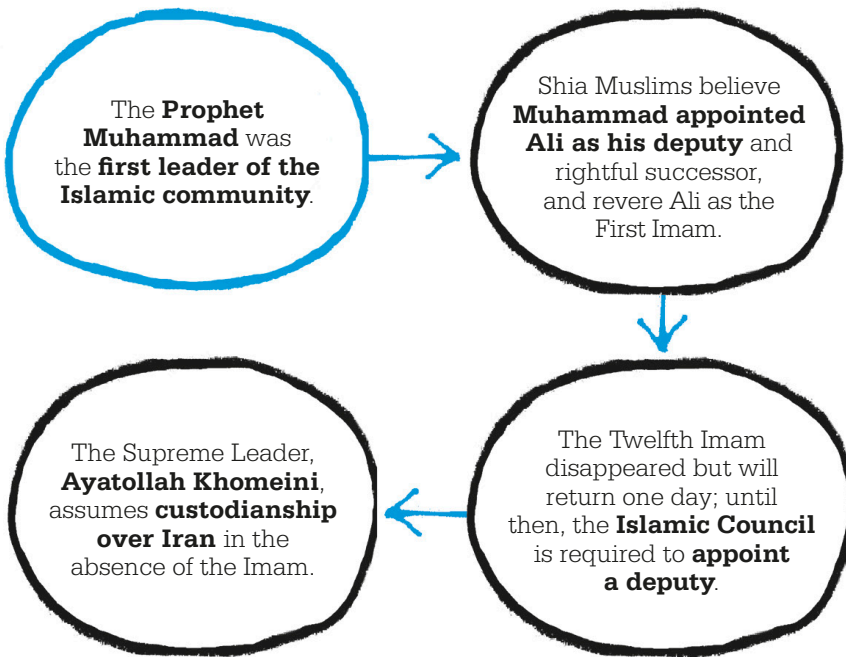 The Prophet
Muhammad was
the first leader of the
Islamic community.
Shia Muslims believe
Muhammad appointed
Ali as his deputy and
rightful successor,
and revere Ali as the
First Imam.
The Twelfth Imam
disappeared but will
return one day; until
then, the Islamic Council
is required to appoint
a deputy.
The Supreme Leader,
Ayatollah Khomeini,
assumes custodianship
over Iran in the
absence of the Imam.